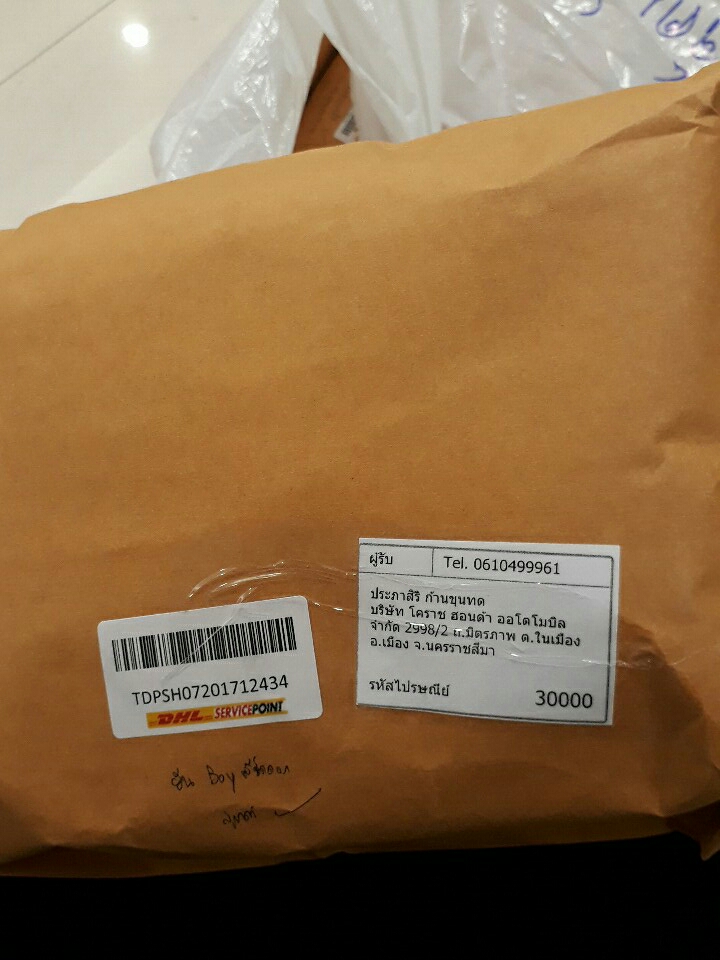 ผู้รับ Tel. 0610499961
ประภาสิริ ก้านขุนทด
บริษัท โคราช ฮอนด้า ออโตโมบิล
จำกัด 2998/2 ถ.มิตรภาพ ต.ในเมือง
อ.เมือง จ.นครราชสีมา
รหัสไปรษณีย์ 30000
TDPSH07201712434
DHL SERVICEPOINT
Boy